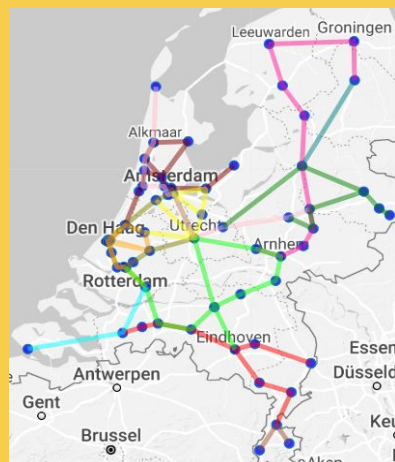 Groningen
Leeuwarden
Alkmaar
Amsterdam
Den Haag
Utrecht
Arnhem
Rotterdam
Eindhoven
Essen
Antwerpen
Düsseld
Gent
Brussel
Keu
Aken